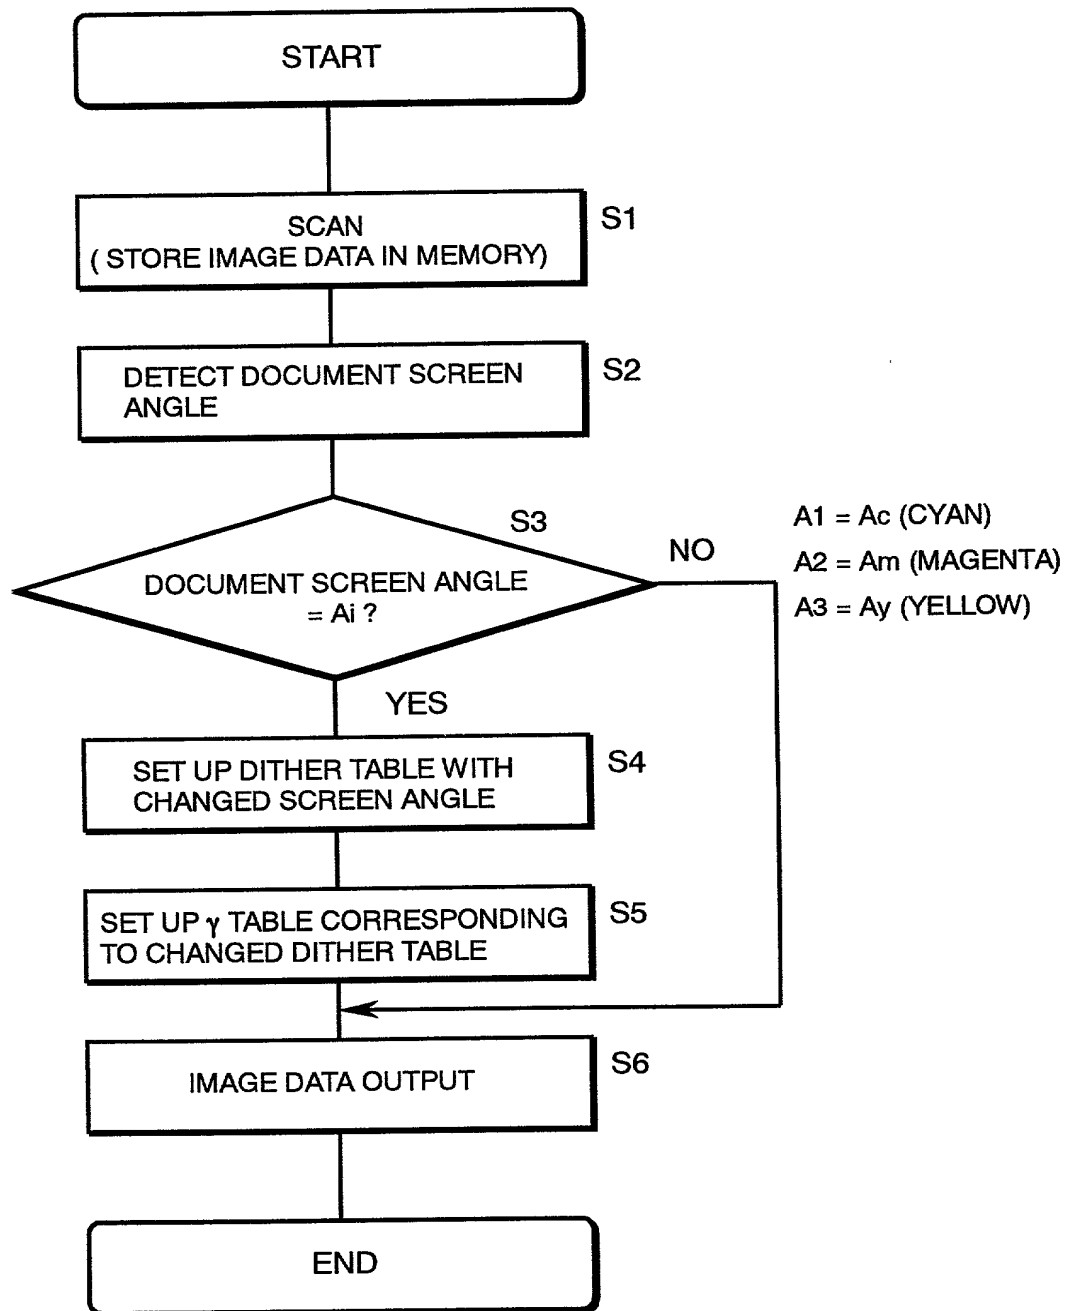 START
SCAN
( STORE IMAGE DATA IN MEMORY)
S1
DETECT DOCUMENT SCREEN
ANGLE
S2
S3
DOCUMENT SCREEN ANGLE
= Ai ?
NO
A1 = Ac (CYAN)
A2 = Am (MAGENTA)
A3 = Ay (YELLOW)
YES
SET UP DITHER TABLE WITH
CHANGED SCREEN ANGLE
S4
SET UP γ TABLE CORRESPONDING
TO CHANGED DITHER TABLE
S5
IMAGE DATA OUTPUT
S6
END